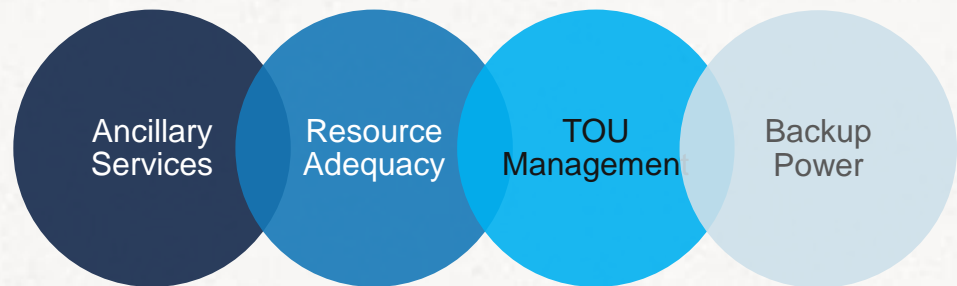 Ancillary
Services
Resource
Adequacy
TOU
Management
Backup
Power